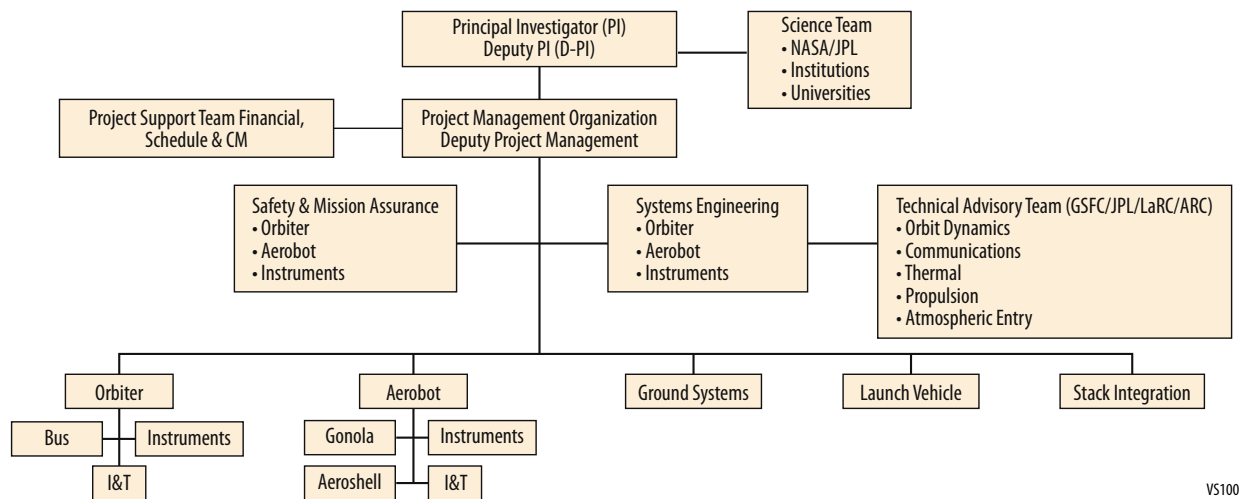 Principal Investigator (PI)
Deputy PI (D-PI)
Science Team
• NASA/JPL
• Institutions
• Universities
Project Support Team Financial,
Schedule & CM
Project Management Organization
Deputy Project Management
Safety & Mission Assurance
• Orbiter
• Aerobot
• Instruments
Systems Engineering
• Orbiter
• Aerobot
• Instruments
Technical Advisory Team (GSFC/JPL/LaRC/ARC)
• Orbit Dynamics
• Communications
• Thermal
• Propulsion
• Atmospheric Entry
Orbiter
Aerobot
Ground Systems
Launch Vehicle
Stack Integration
Bus
Instruments
I&T
Gonola
Instruments
Aeroshell
I&T
VS100